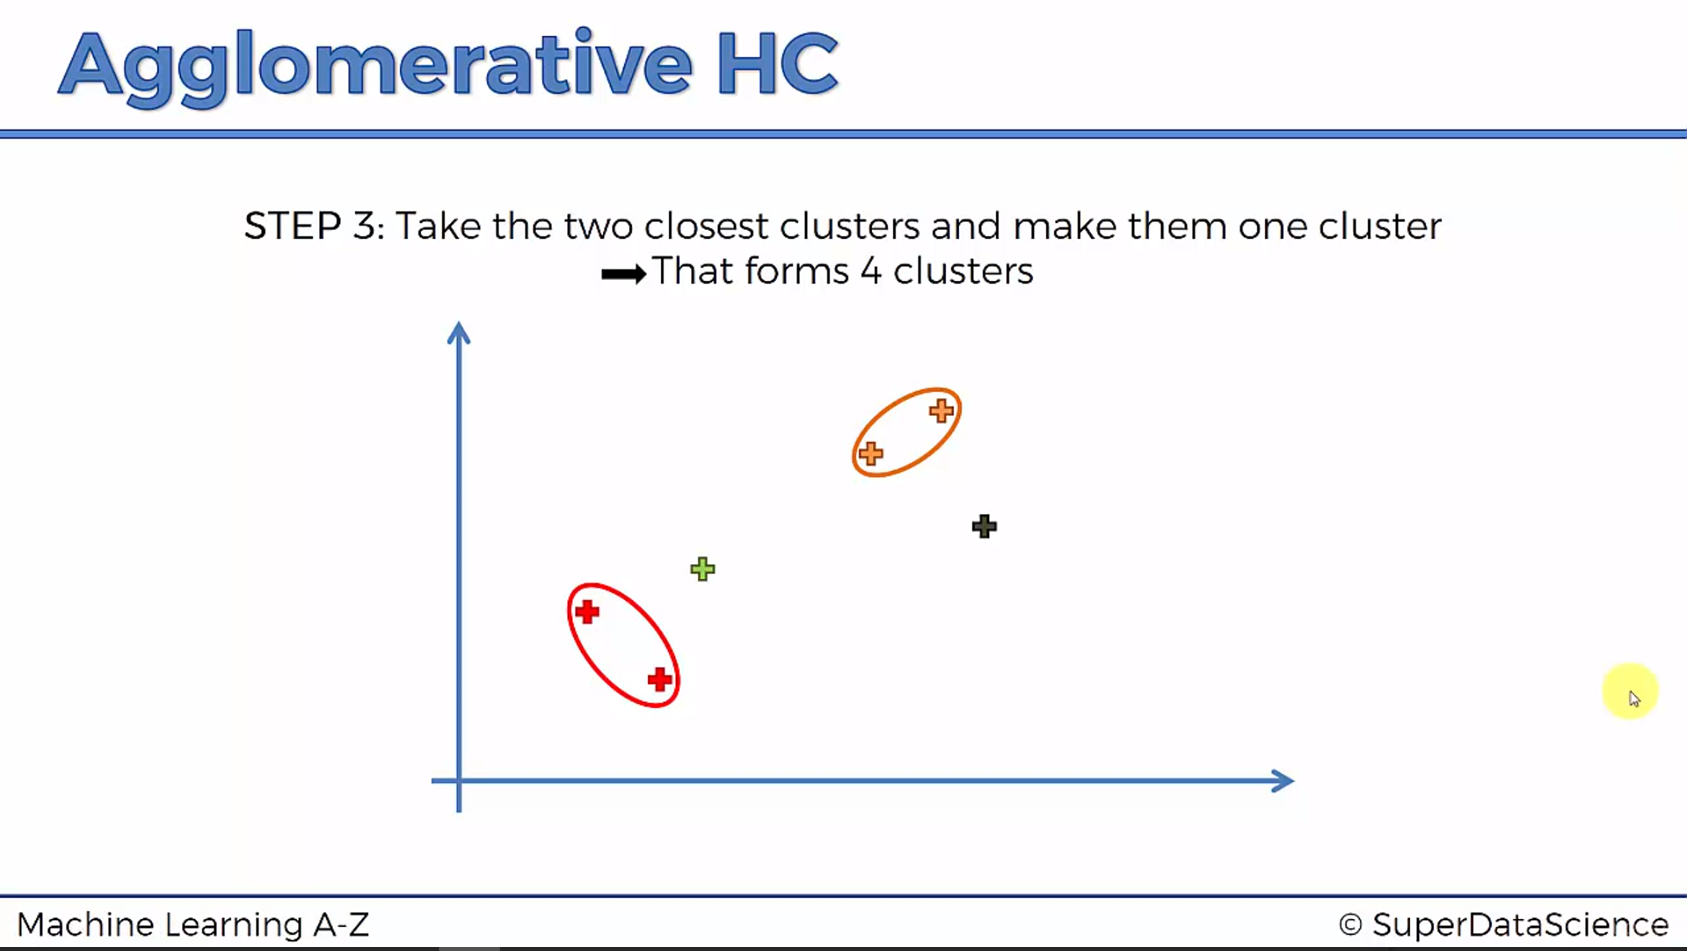 Agglomerative HC
STEP 3: Take the two closest clusters and make them one cluster
That forms 4 clusters
Machine Learning A-Z
© SuperDataScience